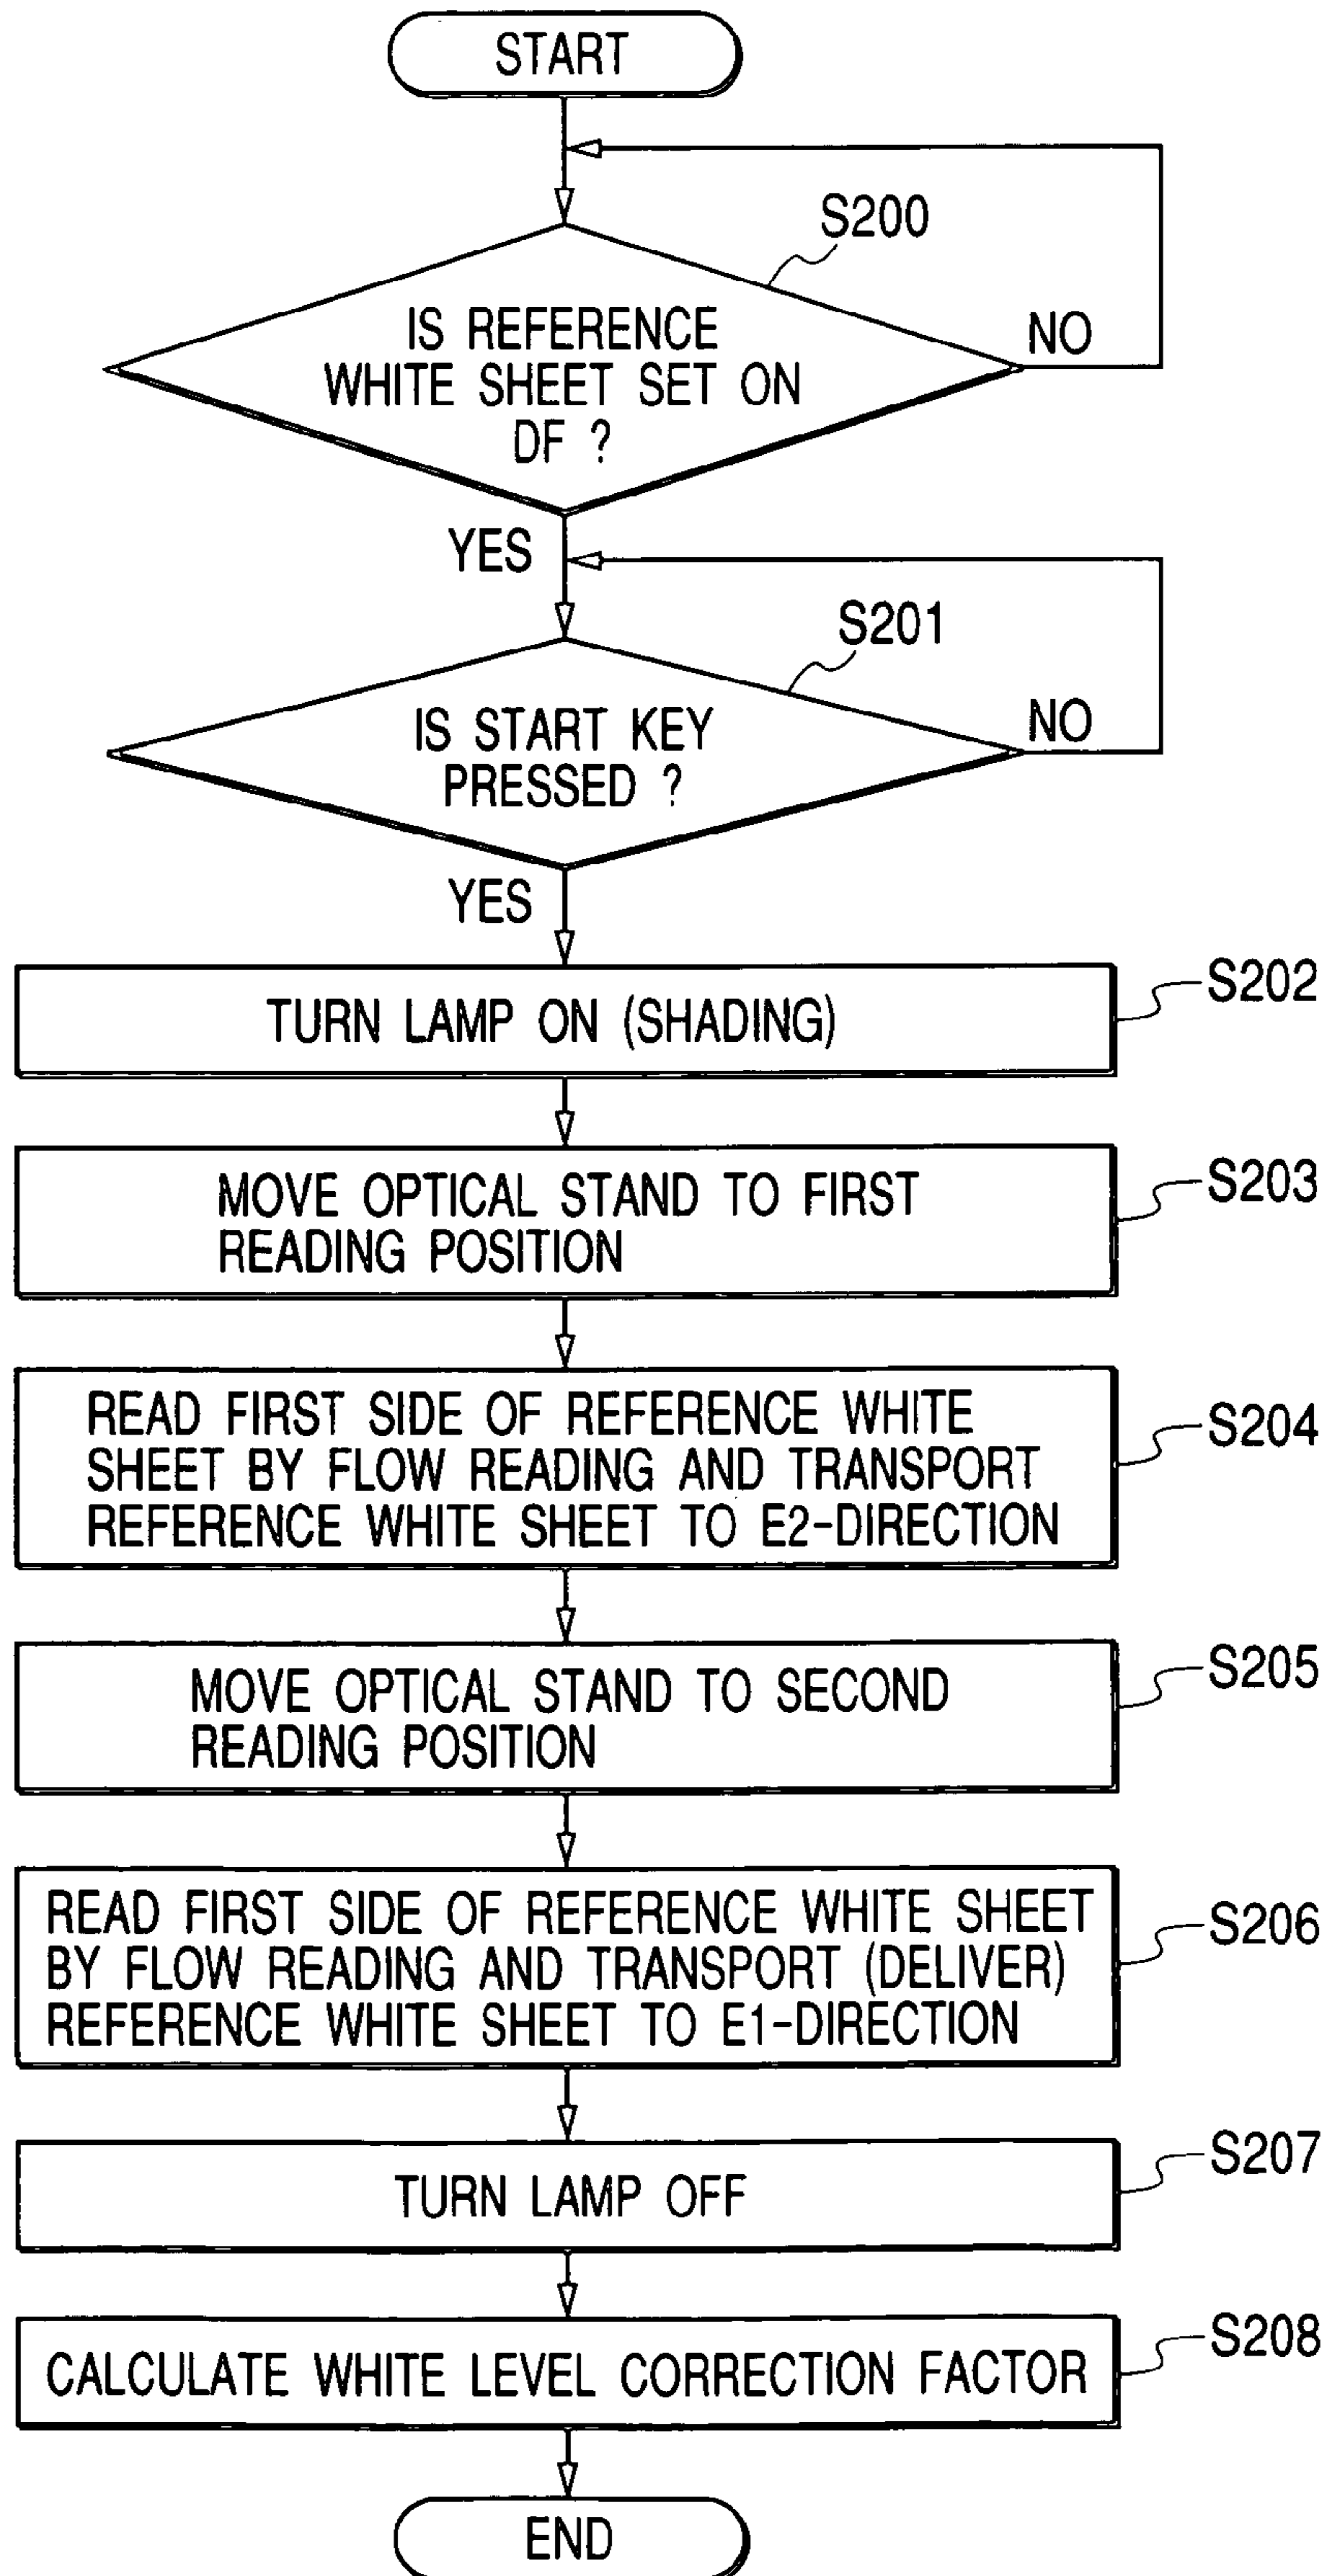 START
S200
IS REFERENCE
WHITE SHEET SET ON
DF ?
NO
YES
S201
IS START KEY
PRESSED ?
NO
YES
S202
TURN LAMP ON (SHADING)
S203
MOVE OPTICAL STAND TO FIRST
READING POSITION
S204
READ FIRST SIDE OF REFERENCE WHITE
SHEET BY FLOW READING AND TRANSPORT
REFERENCE WHITE SHEET TO E2-DIRECTION
S205
MOVE OPTICAL STAND TO SECOND
READING POSITION
S206
READ FIRST SIDE OF REFERENCE WHITE SHEET
BY FLOW READING AND TRANSPORT (DELIVER)
REFERENCE WHITE SHEET TO E1-DIRECTION
S207
TURN LAMP OFF
S208
CALCULATE WHITE LEVEL CORRECTION FACTOR
END